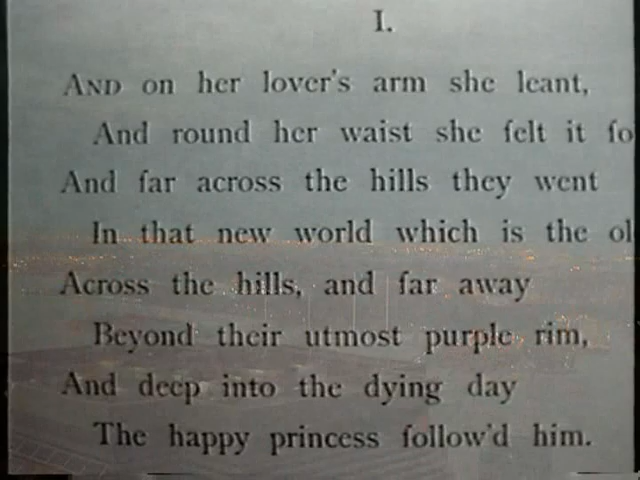 I.
AND on her lover's arm she leant,
And round her waist she felt it fo
And far across the hills they went
In that new world which is the ol
Across the hills, and far away
Beyond their utmost purple rim,
And deep into the dying day
The happy princess follow'd him.